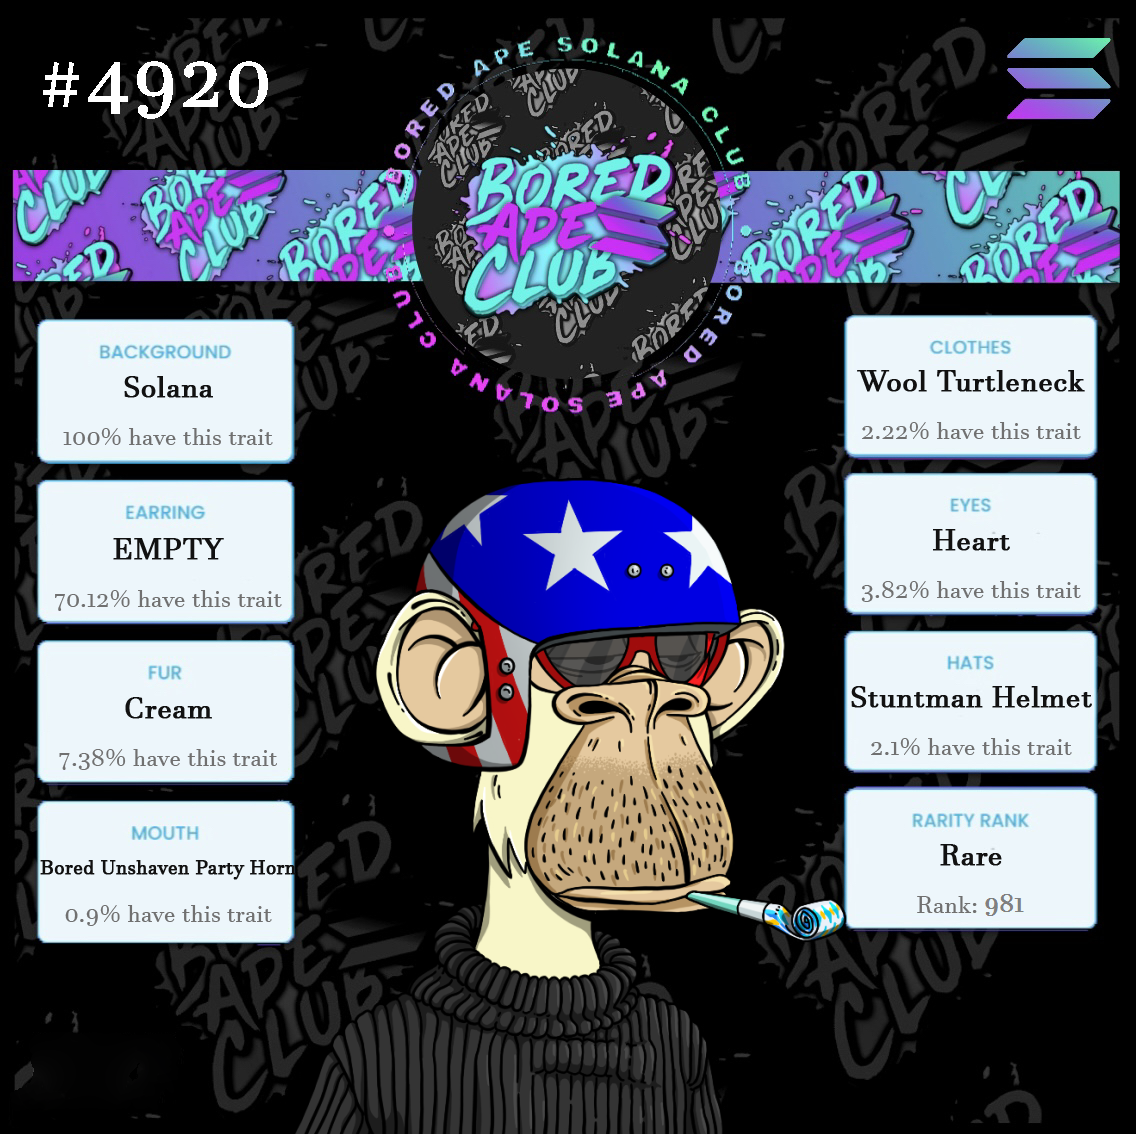 #4920
BORED APE SOLANA CLUB
BORED APE SOLANA CLUB
BORED
APE
CLUB
BACKGROUND
Solana
100% have this trait
EARRING
EMPTY
70.12% have this trait
FUR
Cream
7.38% have this trait
MOUTH
Bored Unshaven Party Horn
0.9% have this trait
CLOTHES
Wool Turtleneck
2.22% have this trait
EYES
Heart
3.82% have this trait
HATS
Stuntman Helmet
2.1% have this trait
RARITY RANK
Rare
Rank: 981